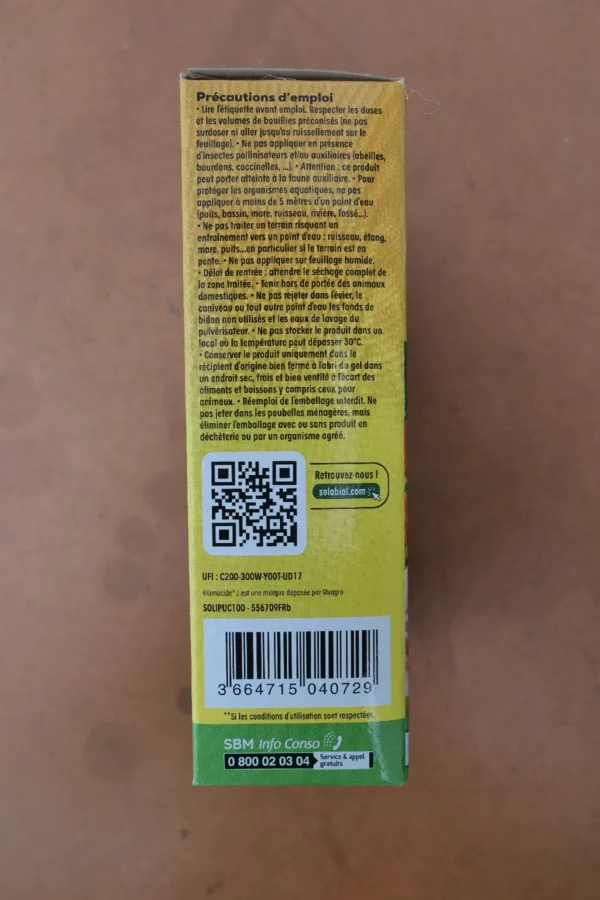 Précautions d'emploi
• Lire l'étiquette avant emploi. Respecter les doses
et les volumes de bouillies préconisés (ne pas
surdoser ni aller jusqu'au ruissellement sur le
feuillage). • Ne pas appliquer en présence
d'insectes pollinisateurs et/ou auxiliaires (abeilles,
bourdons, coccinelles, ...). • Attention : ce produit
peut porter atteinte à la faune auxiliaire. • Pour
protéger les organismes aquatiques, ne pas
appliquer à moins de 5 mètres d'un point d'eau
(puits, bassin, mare, ruisseau, rivière, fossé...).
• Ne pas traiter un terrain risquant un
entraînement vers un point d'eau : ruisseau, étang,
mare, puits...en particulier si le terrain est en
pente. • Ne pas appliquer sur feuillage humide.
• Délai de rentrée : attendre le séchage complet de
la zone traitée. • Tenir hors de portée des animaux
domestiques. • Ne pas rejeter dans l'évier, le
caniveau ou tout autre point d'eau les fonds de
bidon non utilisés et les eaux de lavage du
pulvérisateur. • Ne pas stocker le produit dans un
local où la température peut dépasser 30°C.
• Conserver le produit uniquement dans le
récipient d'origine bien fermé à l'abri du gel dans
un endroit sec, frais et bien ventilé à l'écart des
aliments et boissons y compris ceux pour
animaux. • Réemploi de l'emballage interdit. Ne
pas jeter dans les poubelles ménagères, mais
éliminer l'emballage avec ou sans produit en
déchèterie ou par un organisme agréé.
Retrouvez-nous !
solabiol.com
UFI : C200-300W-Y00T-UD17
est une marque déposée par Vivagro
SOLIPUC100 - 556709FRb
3 664715 040729
**Si les conditions d'utilisation sont respectées.
SBM Info Conso
0 800 02 03 04 Service & appel
gratuits